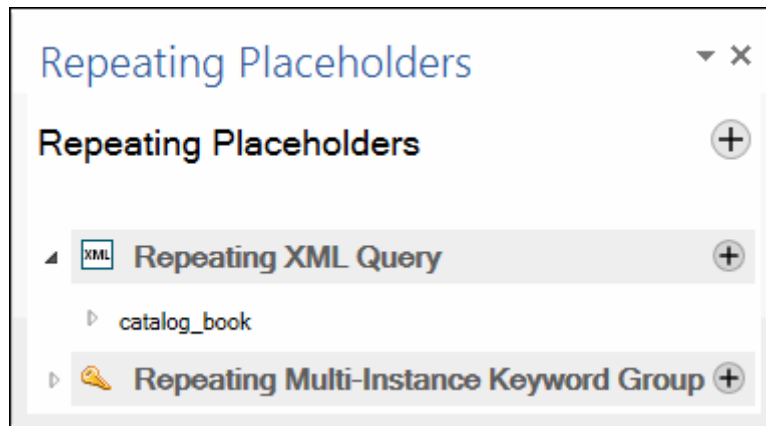 Repeating Placeholders
Repeating Placeholders
XML Repeating XML Query
catalog_book
Repeating Multi-Instance Keyword Group